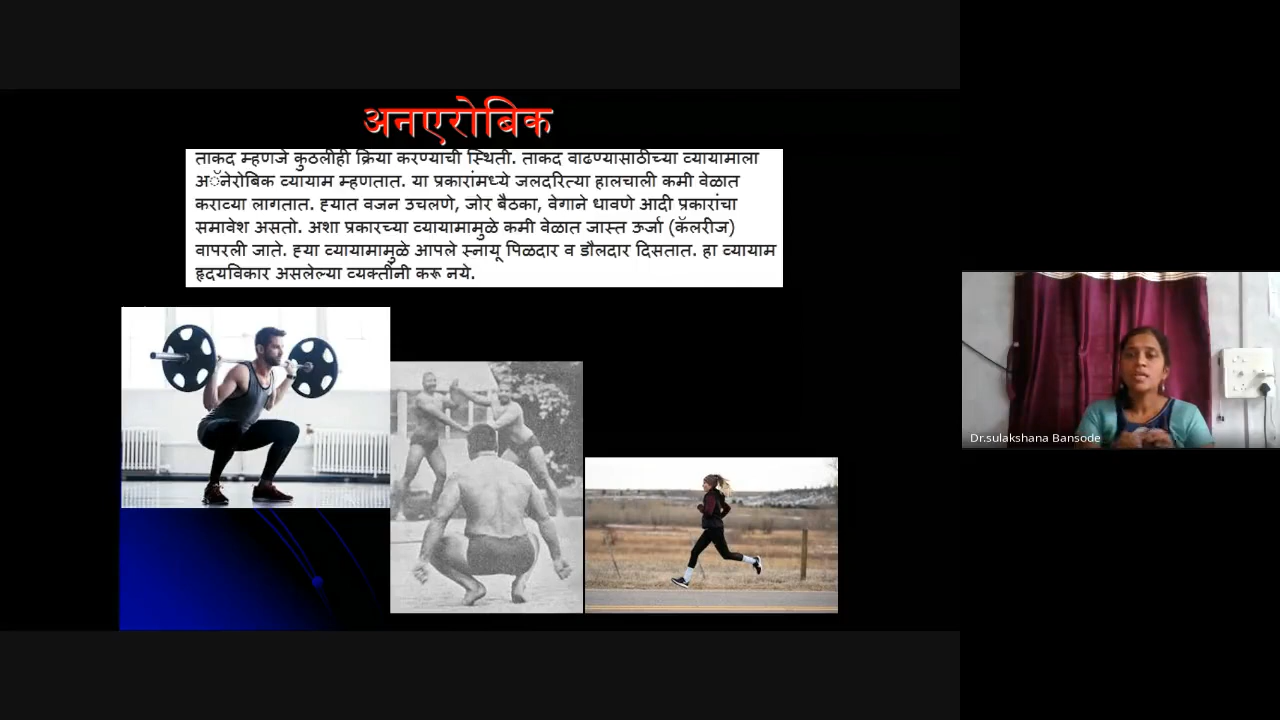 अनएरोबिक
ताकद म्हणजे कुठलीही क्रिया करण्याची स्थिती. ताकद वाढण्यासाठीच्या व्यायामाला
अॅनेरोबिक व्यायाम म्हणतात. या प्रकारांमध्ये जलदरित्या हालचाली कमी वेळात
कराव्या लागतात. ह्यात वजन उचलणे, जोर बैठका, वेगाने धावणे आदी प्रकारांचा
समावेश असतो. अशा प्रकारच्या व्यायामामुळे कमी वेळात जास्त ऊर्जा (कॅलरीज)
वापरली जाते. ह्या व्यायामामुळे आपले स्नायू पिळदार व डौलदार दिसतात. हा व्यायाम
हृदयविकार असलेल्या व्यक्तींनी करू नये.
Dr.sulakshana Bansode